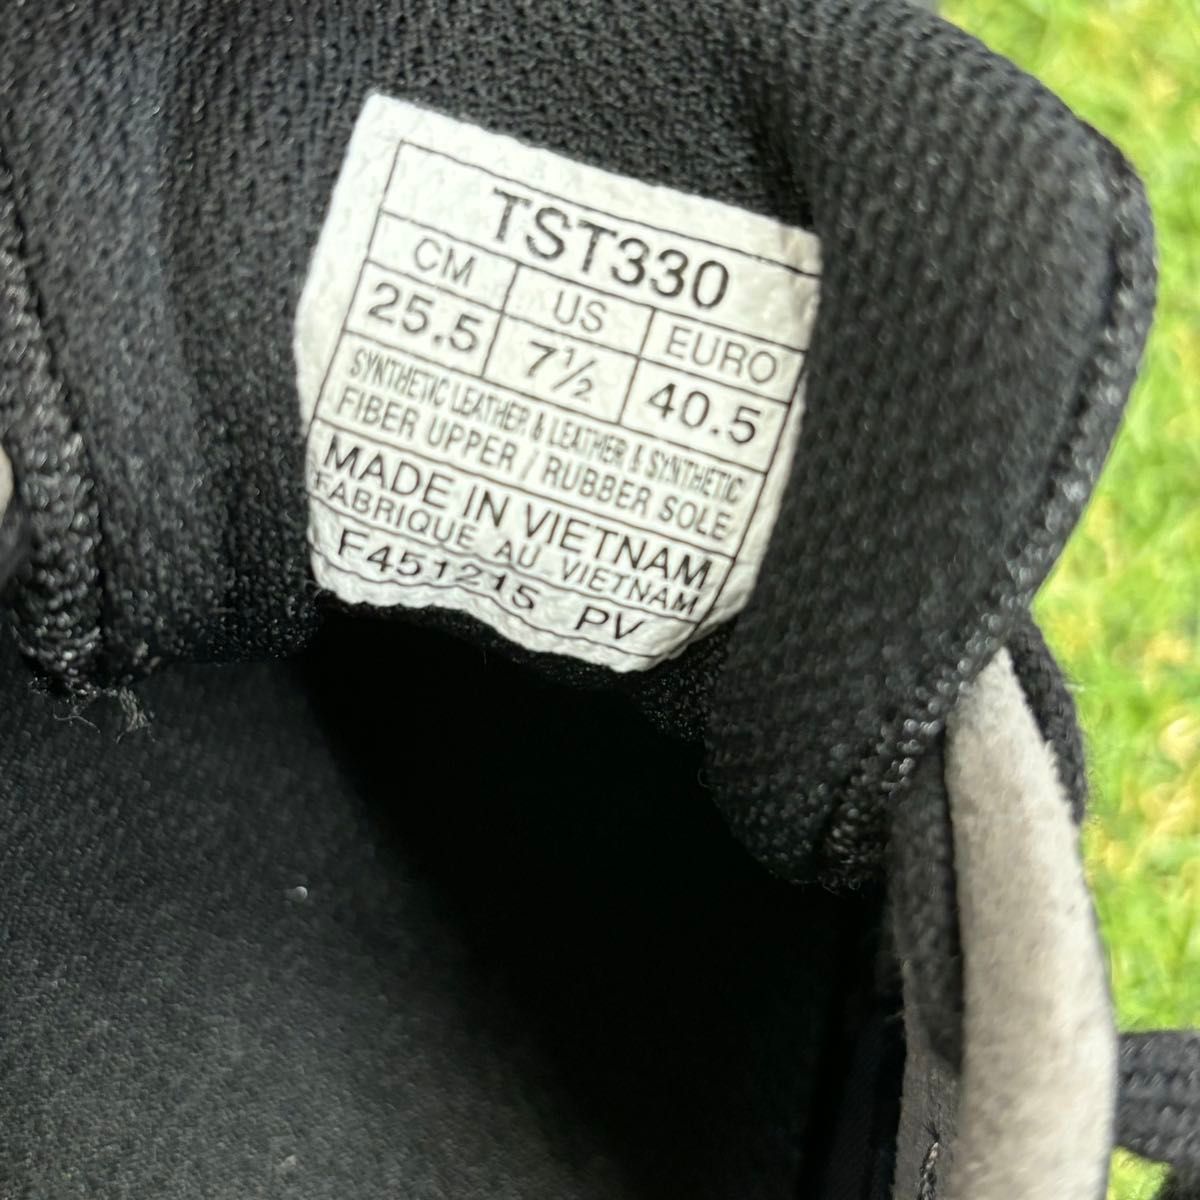 TST330
CM US EURO
25.5 7½ 40.5
SYNTHETIC LEATHER & LEATHER & SYNTHETIC
FIBER UPPER / RUBBER SOLE
MADE IN VIETNAM
FABRIQUE AU VIETNAM
F451215 PV